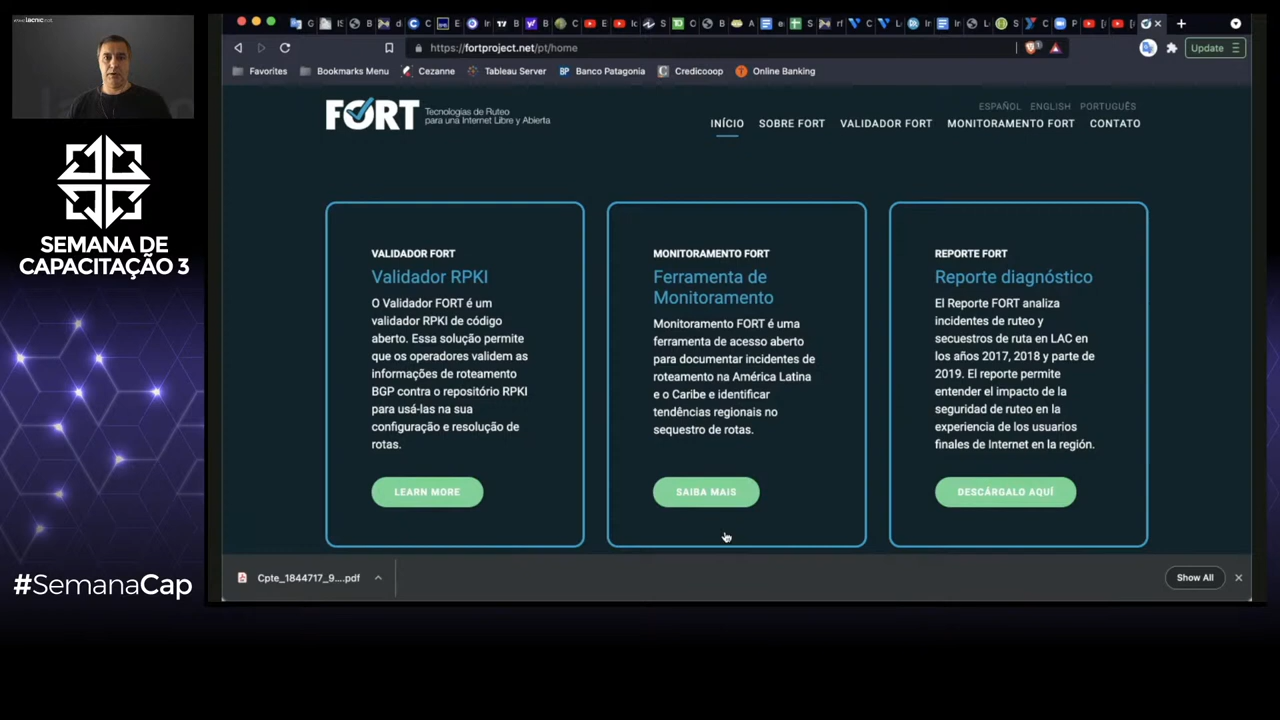 SEMANA DE
CAPACITAÇÃO 3
#SemanaCap
https://fortproject.net/pt/home
Update
Favorites
Bookmarks Menu
Cezanne
Tableau Server
Banco Patagonia
Credicooop
Online Banking
FORT
Tecnologias de Ruteo
para una Internet Libre y Abierta
ESPAÑOL ENGLISH PORTUGUÊS
INÍCIO SOBRE FORT VALIDADOR FORT MONITORAMENTO FORT CONTATO
VALIDADOR FORT
Validador RPKI
O Validador FORT é um
validador RPKI de código
aberto. Essa solução permite
que os operadores validem as
informações de roteamento
BGP contra o repositório RPKI
para usá-las na sua
configuração e resolução de
rotas.
LEARN MORE
MONITORAMENTO FORT
Ferramenta de
Monitoramento
Monitoramento FORT é uma
ferramenta de acesso aberto
para documentar incidentes de
roteamento na América Latina
e o Caribe e identificar
tendências regionais no
sequestro de rotas.
SAIBA MAIS
REPORTE FORT
Reporte diagnóstico
El Reporte FORT analiza
incidentes de ruteo y
secuestros de ruta en LAC en
los años 2017, 2018 y parte de
2019. El reporte permite
entender el impacto de la
seguridad de ruteo en la
experiencia de los usuarios
finales de Internet en la región.
DESCÁRGALO AQUÍ
Cpte_1844717_9....pdf
Show All